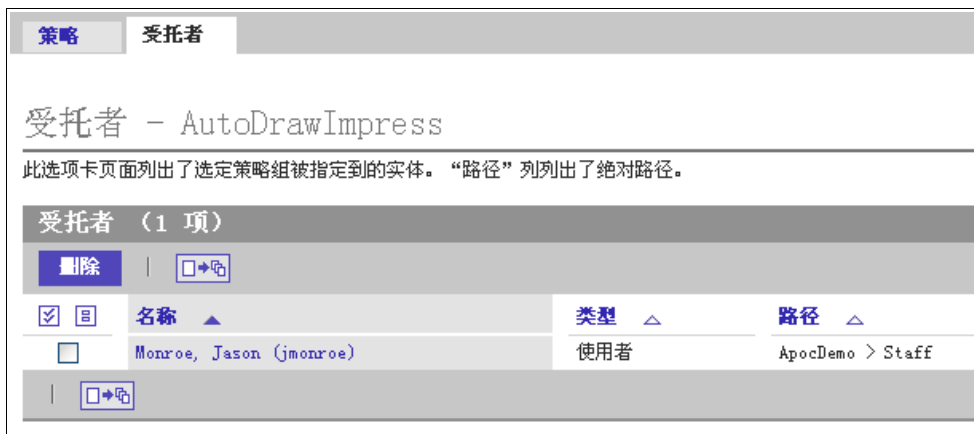 策略 受托者
受托者 - AutoDrawImpress
此选项卡页面列出了选定策略组被指定到的实体。“路径”列列出了绝对路径。
受托者 (1 项)
删除
名称 类型 路径
Monroe, Jason (jmonroe) 使用者 ApocDemo > Staff